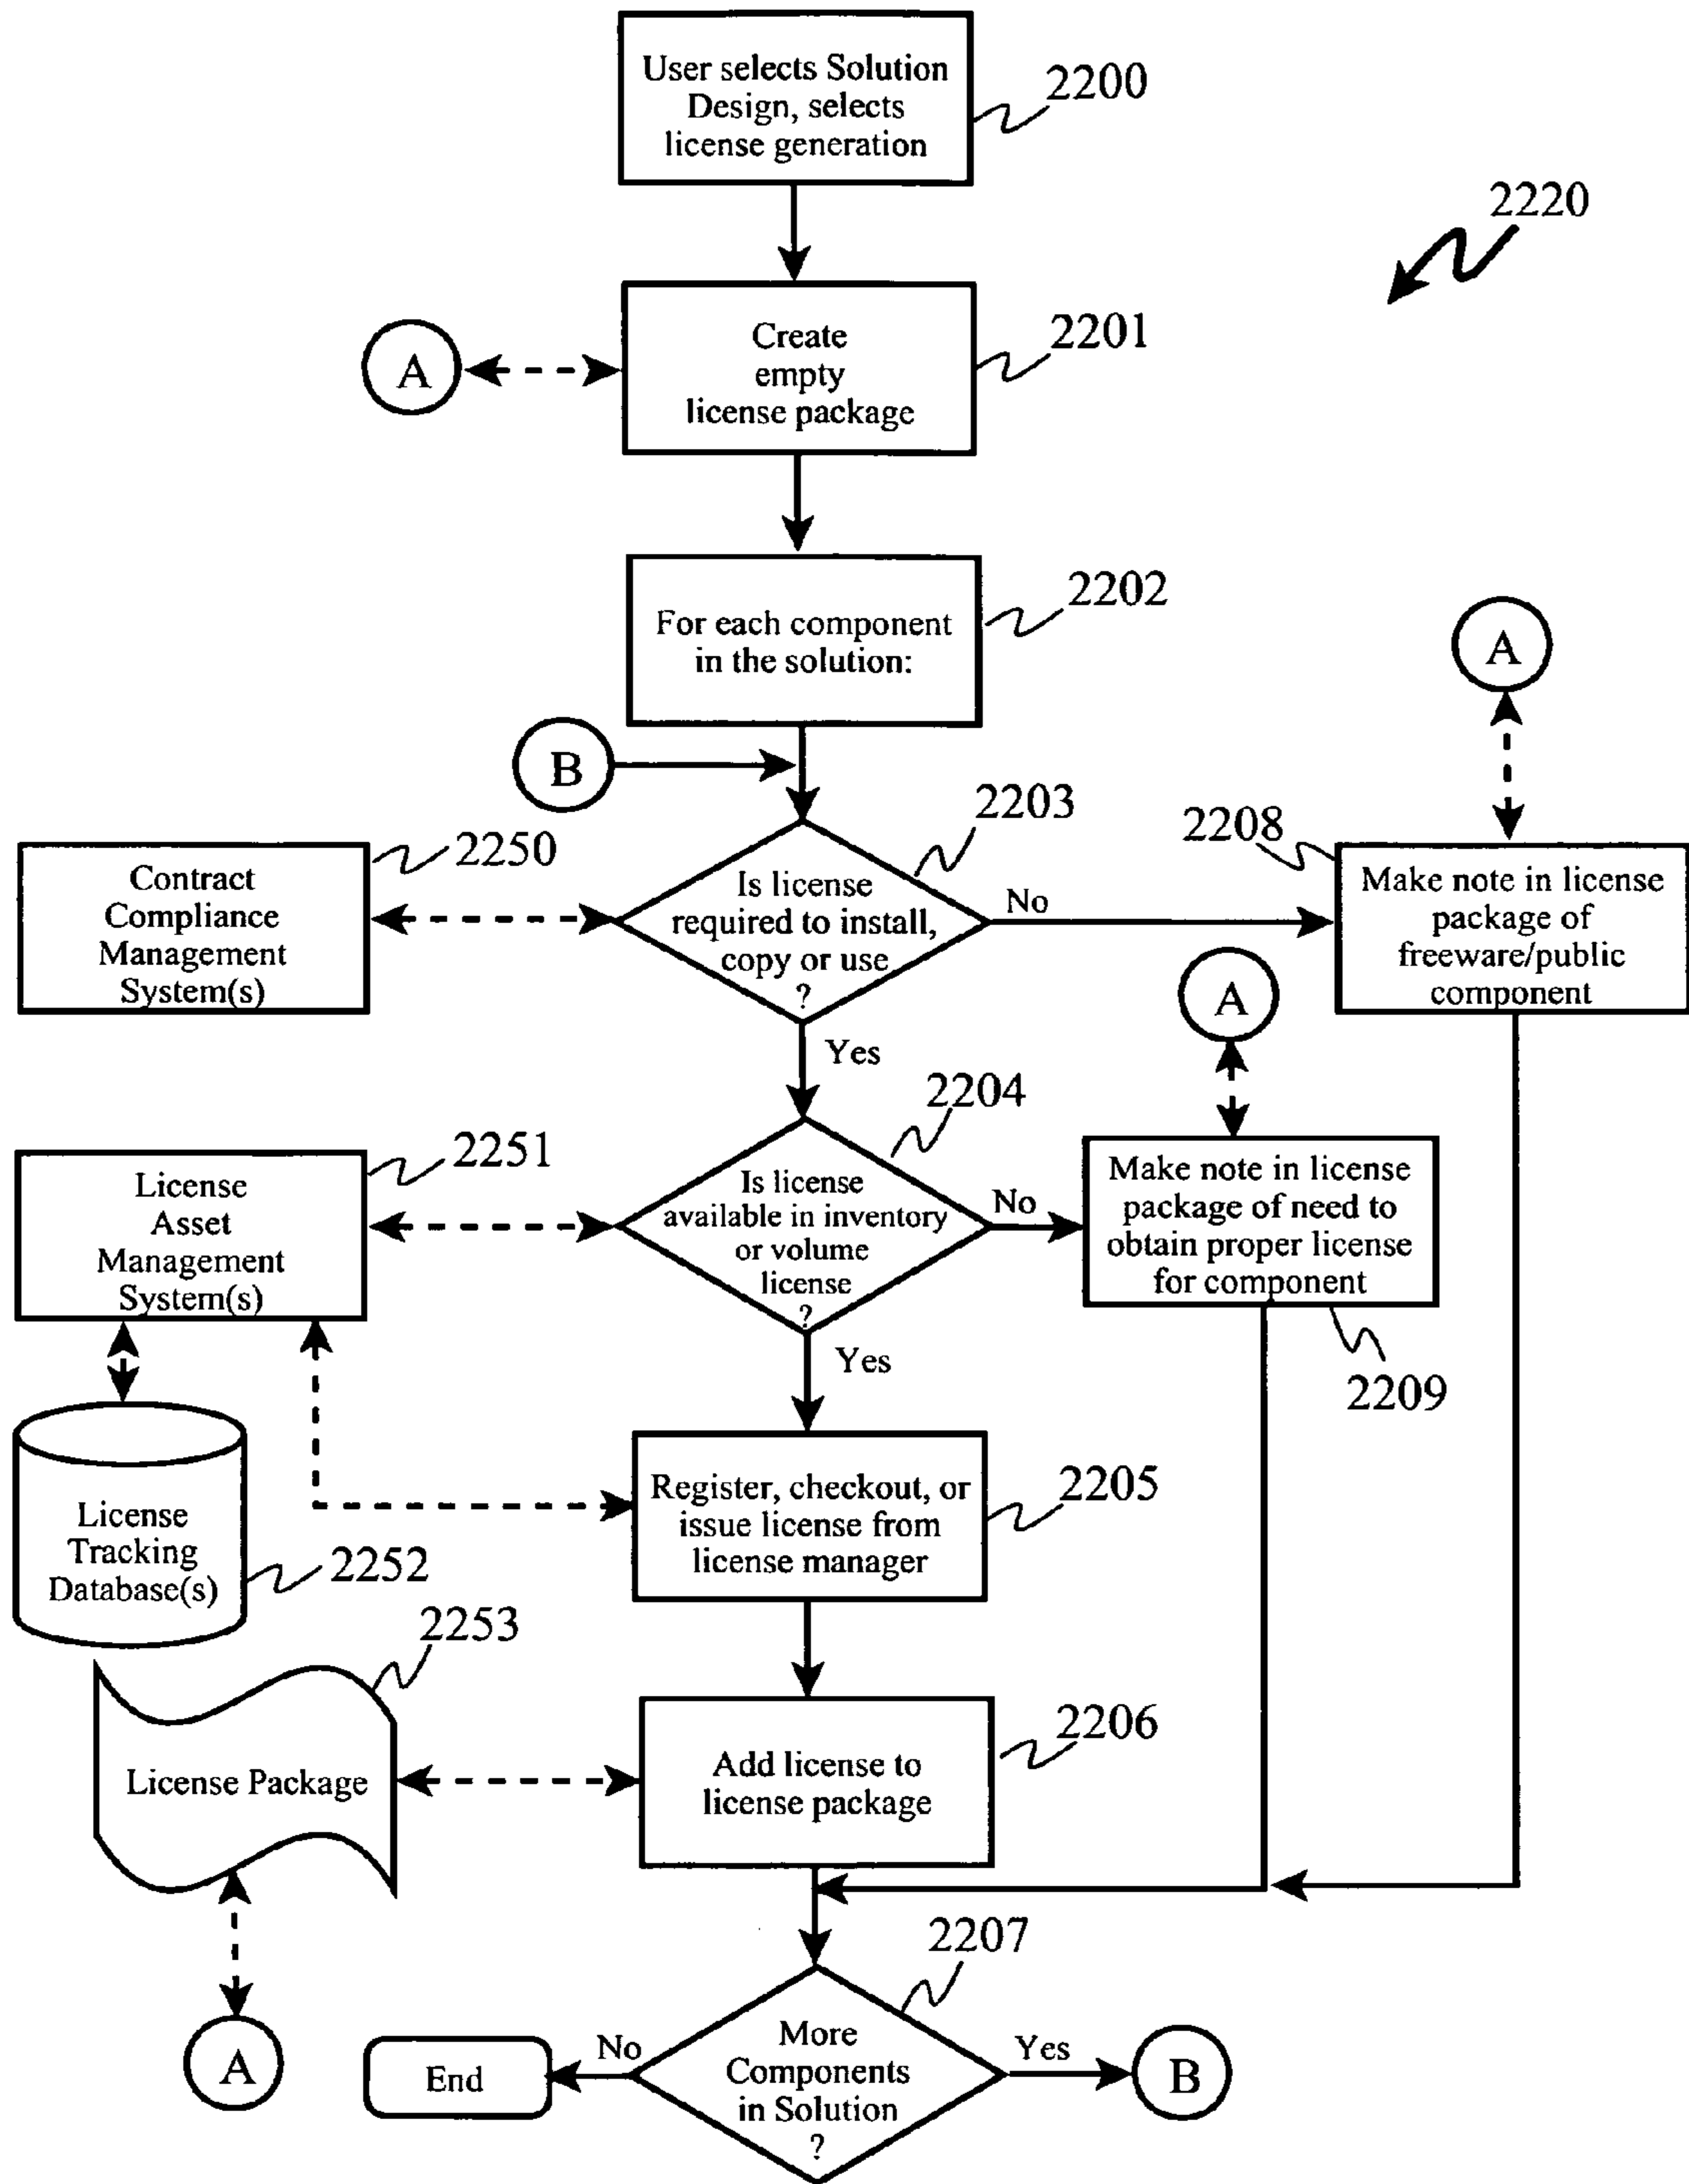 User selects Solution
Design, selects
license generation
2200
2220
A
Create
empty
license package
2201
For each component
in the solution:
2202
A
B
2203
Contract
Compliance
Management
System(s)
2250
Is license
required to install,
copy or use
?
No
2208
Make note in license
package of
freeware/public
component
A
Yes
2204
License
Asset
Management
System(s)
2251
Is license
available in inventory
or volume
license
?
No
Make note in license
package of need to
obtain proper license
for component
2209
Yes
License
Tracking
Database(s)
2252
Register, checkout, or
issue license from
license manager
2205
2253
License Package
Add license to
license package
2206
2207
A
End
No
More
Components
in Solution
?
Yes
B